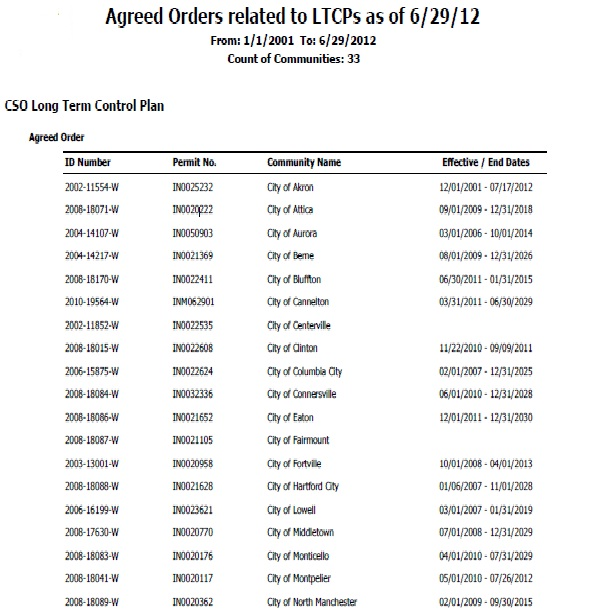 Agreed Orders related to LTCPs as of 6/29/12
From: 1/1/2001 To: 6/29/2012
Count of Communities: 33
CSO Long Term Control Plan
Agreed Order
ID Number Permit No. Community Name Effective / End Dates
2002-11554-W IN0025232 City of Akron 12/01/2001 - 07/17/2012
2008-18071-W IN0020222 City of Attica 09/01/2009 - 12/31/2018
2004-14107-W IN0050903 City of Aurora 03/01/2006 - 10/01/2014
2004-14217-W IN0021369 City of Berne 08/01/2009 - 12/31/2026
2008-18170-W IN0022411 City of Bluffton 06/30/2011 - 01/31/2015
2010-19564-W INM062901 City of Cannelton 03/31/2011 - 06/30/2029
2002-11852-W IN0022535 City of Centerville
2008-18015-W IN0022608 City of Clinton 11/22/2010 - 09/09/2011
2006-15875-W IN0022624 City of Columbia City 02/01/2007 - 12/31/2025
2008-18084-W IN0032336 City of Connersville 06/01/2010 - 12/31/2028
2008-18086-W IN0021652 City of Eaton 12/01/2011 - 12/31/2030
2008-18087-W IN0021105 City of Fairmount
2003-13001-W IN0020958 City of Fortville 10/01/2008 - 04/01/2013
2008-18088-W IN0021628 City of Hartford City 01/06/2007 - 11/01/2028
2006-16199-W IN0023621 City of Lowell 03/01/2007 - 01/31/2019
2008-17630-W IN0020770 City of Middletown 07/01/2008 - 12/31/2029
2008-18083-W IN0020176 City of Monticello 04/01/2010 - 07/31/2029
2008-18041-W IN0020117 City of Montpelier 05/01/2010 - 07/26/2012
2008-18089-W IN0020362 City of North Manchester 02/01/2009 - 09/30/2015